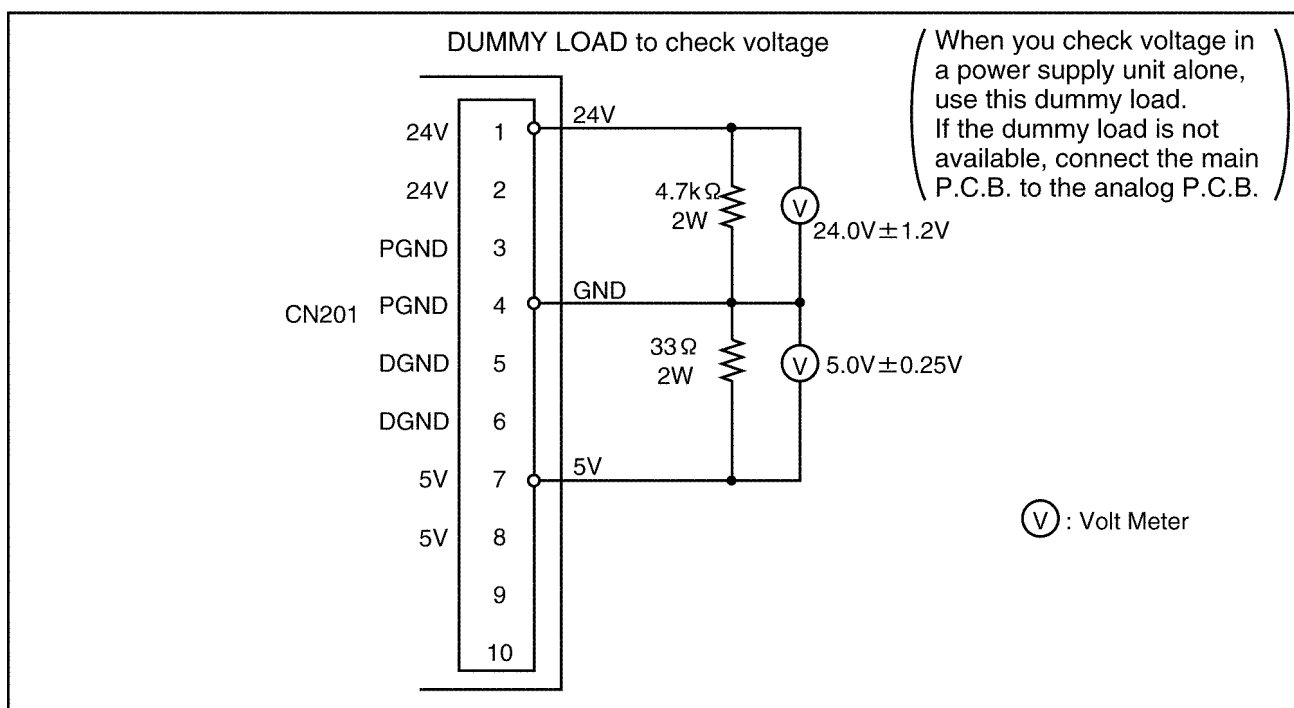 DUMMY LOAD to check voltage
When you check voltage in
a power supply unit alone,
use this dummy load.
If the dummy load is not
available, connect the main
P.C.B. to the analog P.C.B.
24V 1 24V
24V 2
4.7kΩ
2W
V
24.0V±1.2V
PGND 3
CN201 PGND 4 GND
DGND 5
33Ω
2W
V 5.0V±0.25V
DGND 6
5V 7 5V
5V 8
V : Volt Meter
9
10